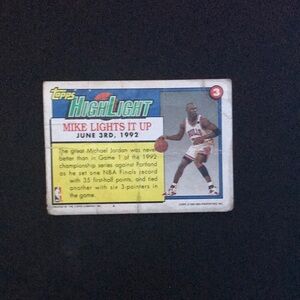 Topps
HIGHLIGHT
3
MIKE LIGHTS IT UP
JUNE 3RD, 1992
The great Michael Jordan was never
better than in Game 1 of the 1992
championship series against Portland
as he set one NBA Finals record
with 35 first-half points, and tied
another with six 3-pointers in
the game.